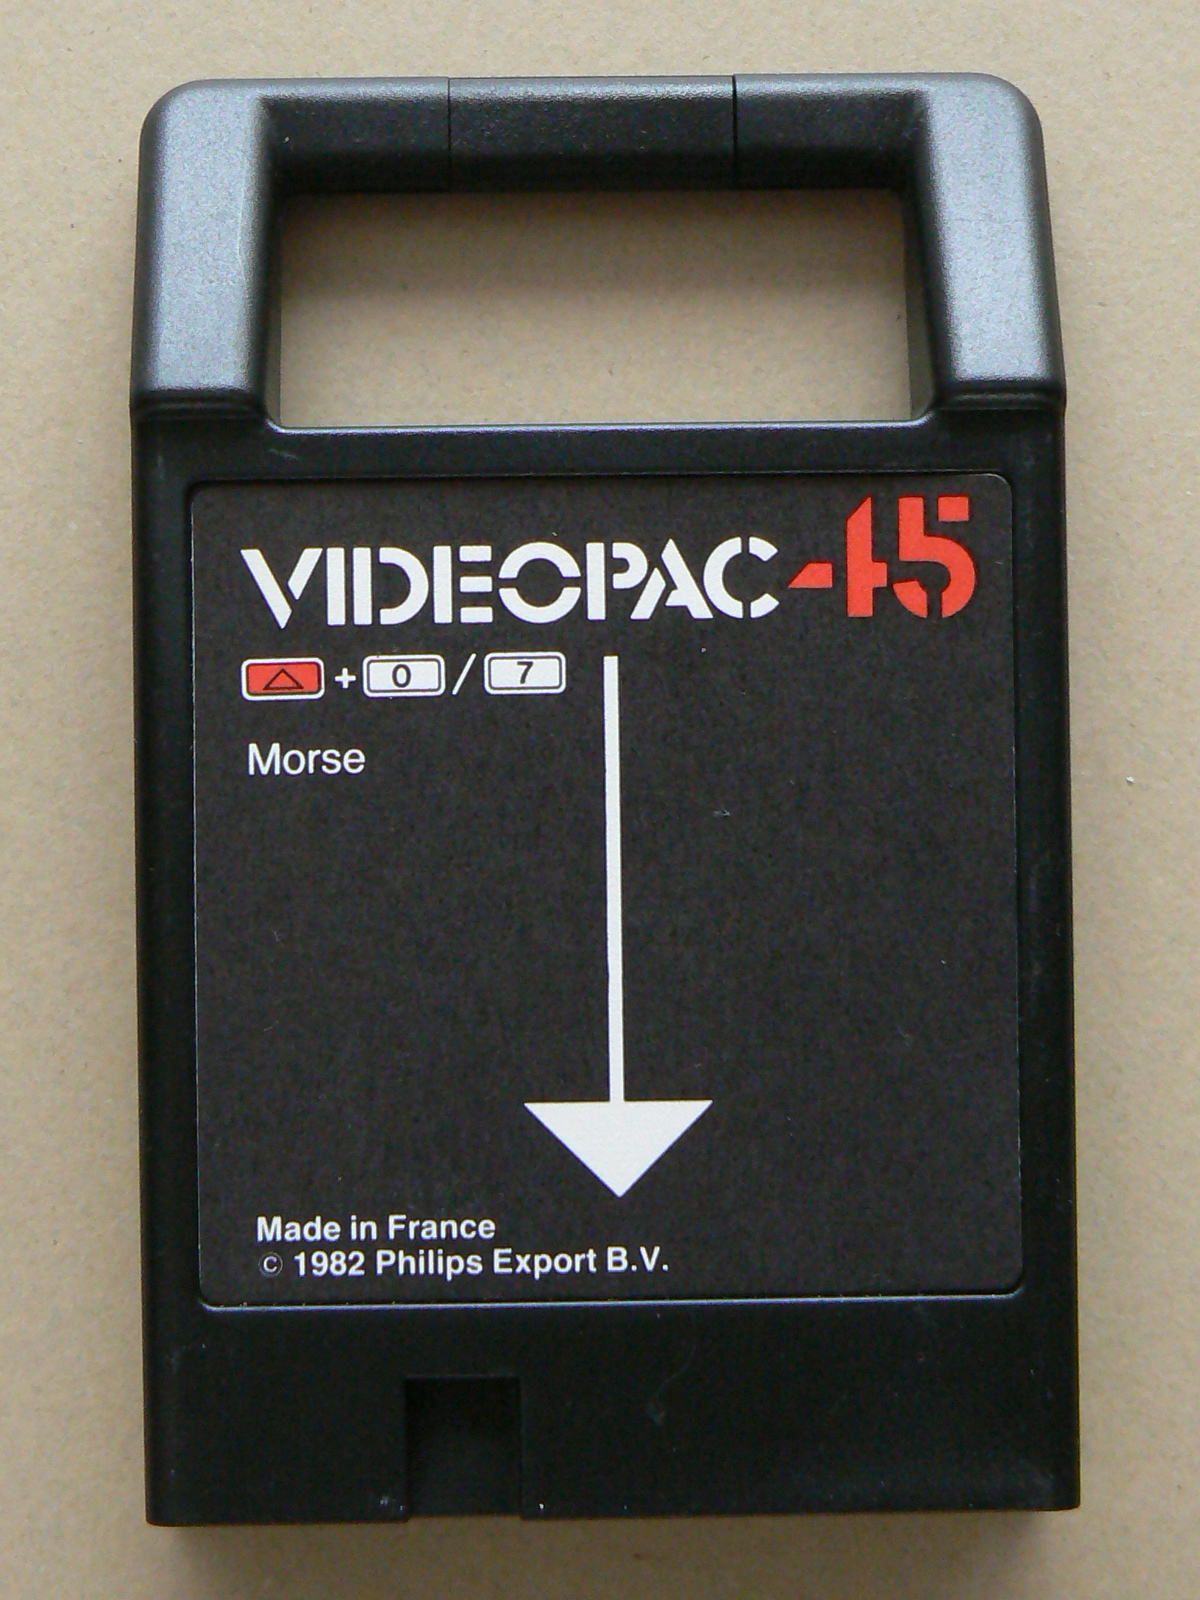 VIDEOPAC 45
△ + 0 / 7
Morse
Made in France
© 1982 Philips Export B.V.